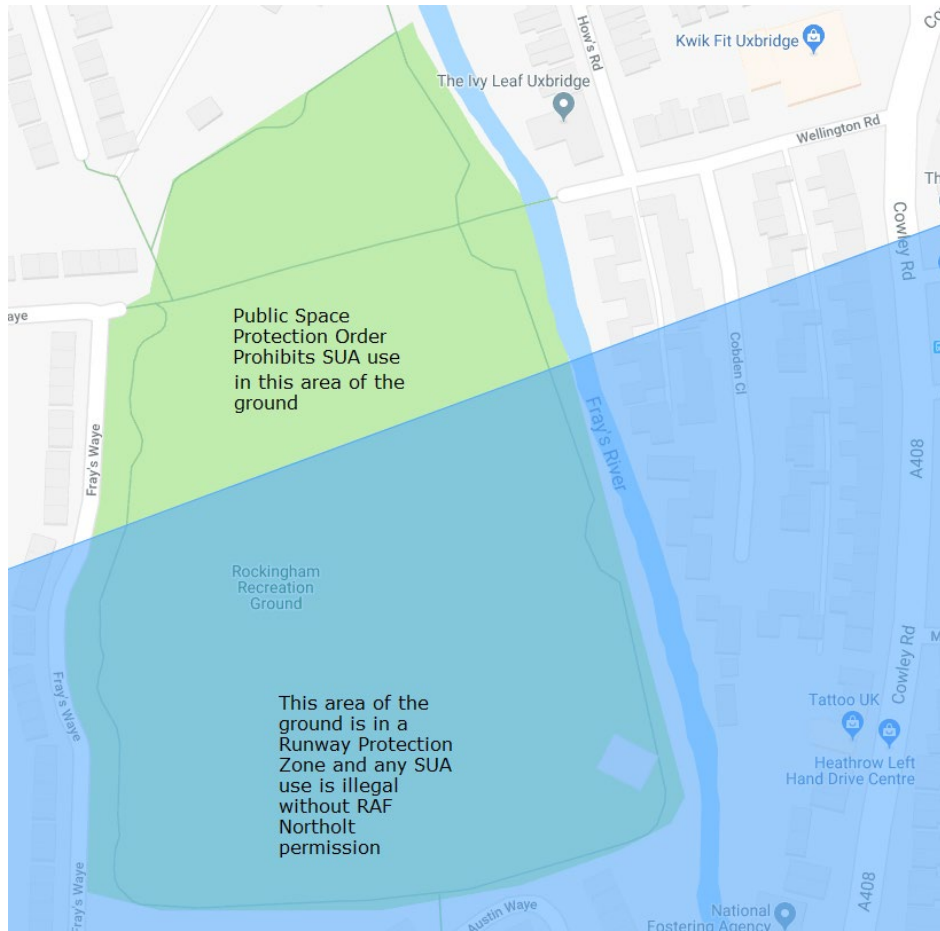 Co
Kwik Fit Uxbridge
How's Rd
The Ivy Leaf Uxbridge
Wellington Rd
Th
Cowley Rd
aye
Public Space
Protection Order
Prohibits SUA use
in this area of the
ground
Cobden Cl
Fray's River
Fray's Waye
A408
Rockingham
Recreation
Ground
M
Cowley Rd
Fray's Waye
This area of the
ground is in a
Runway Protection
Zone and any SUA
use is illegal
without RAF
Northolt
permission
Tattoo UK
Heathrow Left
Hand Drive Centre
Fray's Waye
A408
Austin Waye
National
Fostering Agency